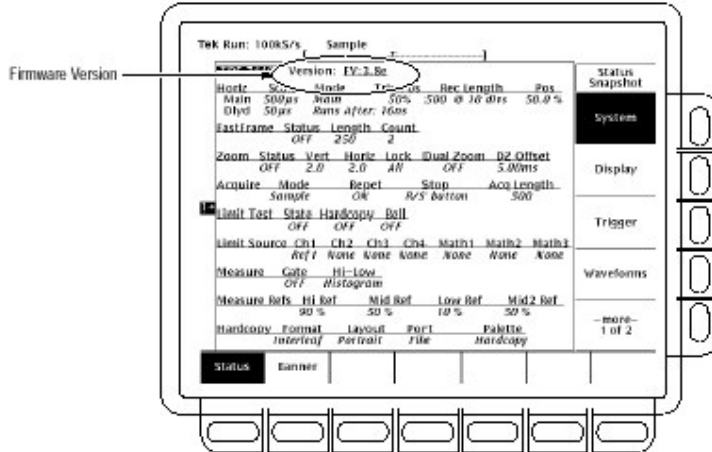 Tek Run: 100kS/s Sample
Firmware Version
Version: FV:3.8e
Horiz Mode Rec Length Pos
Main 500µs Main 50% 500 @ 10 divs 50.0 %
Dlyd 50µs Runs After: 16ns
FastFrame Status Length Count
OFF 250 2
Zoom Status Vert Horiz Lock Dual Zoom DZ Offset
OFF 2.0 2.0 All OFF 5.00ms
Acquire Mode Repet Stop Acq Length
Sample ON R/S button 500
Limit Test State Hardcopy Bell
OFF OFF OFF
Limit Source Ch1 Ch2 Ch3 Ch4 Math1 Math2 Math3
Ref1 None None None None None None
Measure Gate Hi-Low
OFF Histogram
Measure Refs Hi Ref Mid Ref Low Ref Mid2 Ref
90 % 50 % 10 % 50 %
Hardcopy Format Layout Port Palette
Interleaf Portrait File Hardcopy
Status Banner
Status
Snapshot
System
Display
Trigger
Waveforms
–more–
1 of 2